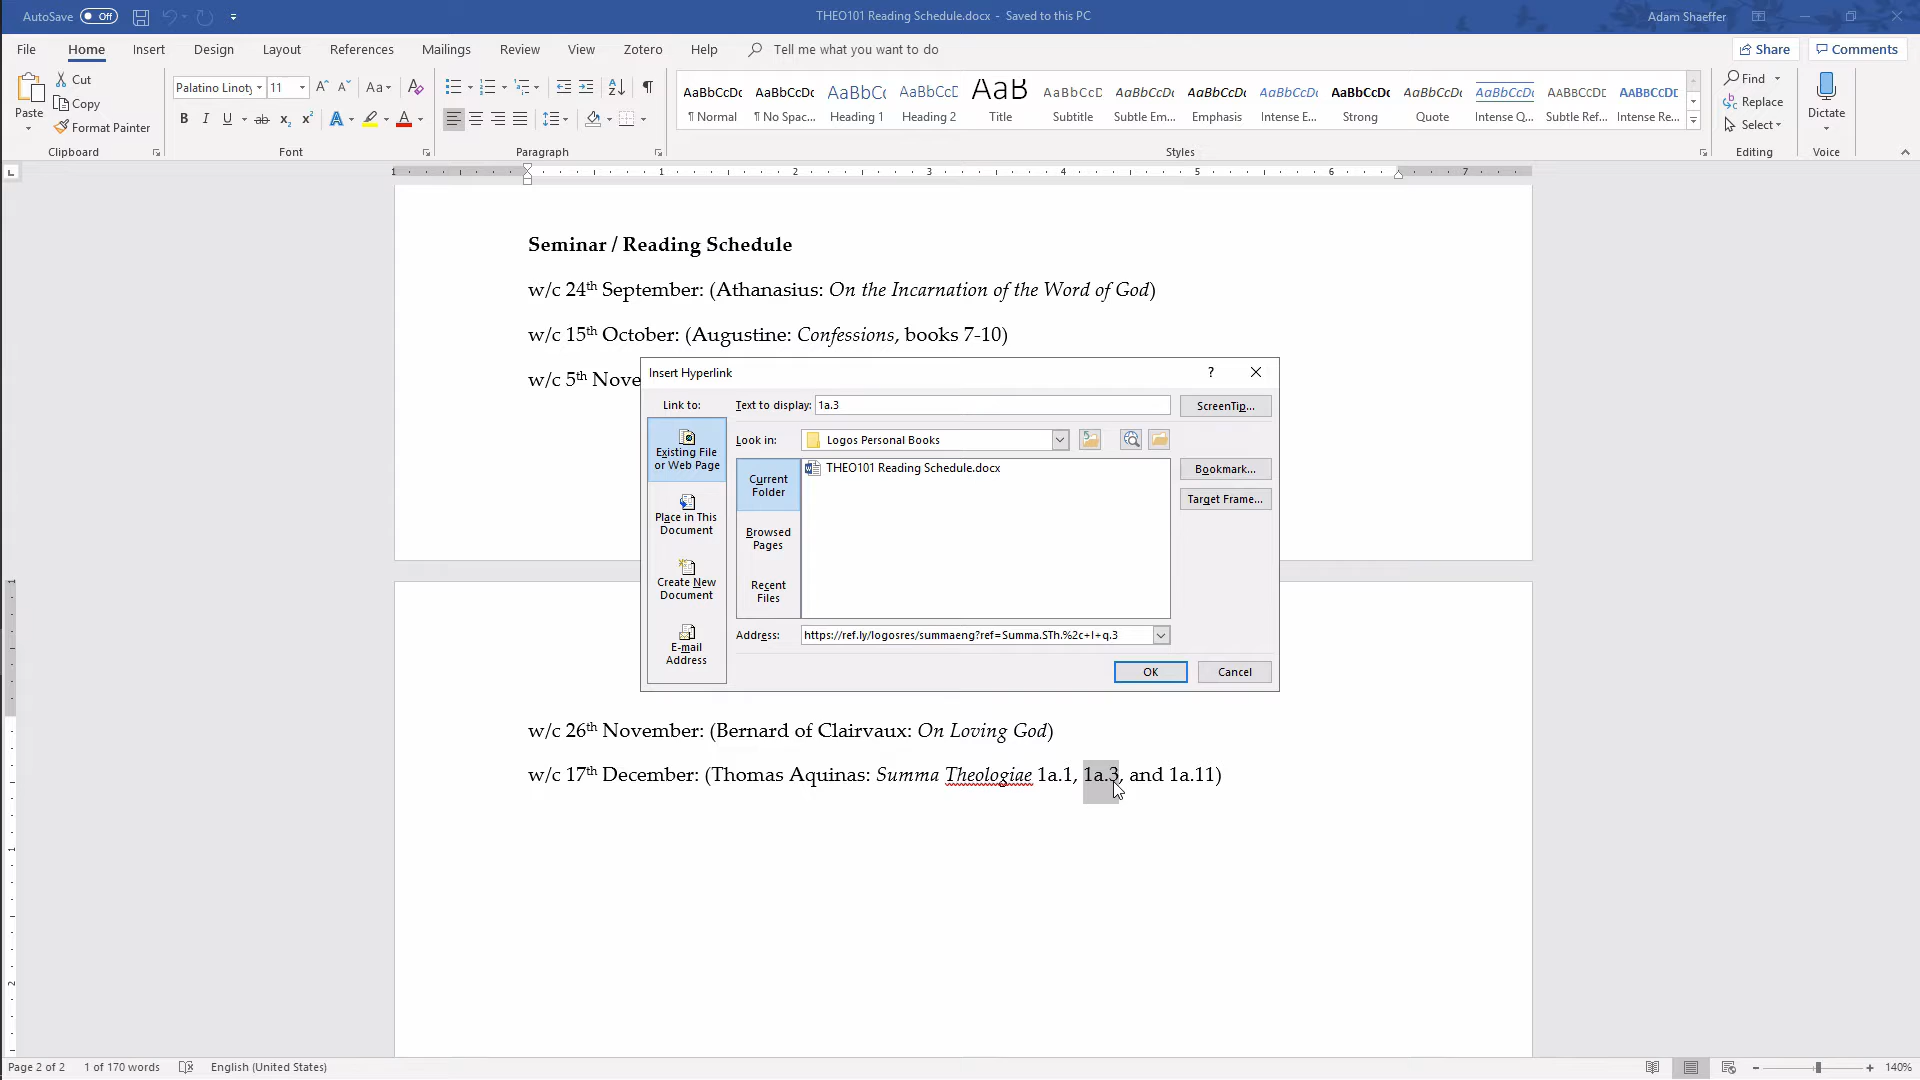 AutoSave Off THEO101 Reading Schedule.docx - Saved to this PC Adam Shaeffer
File Home Insert Design Layout References Mailings Review View Zotero Help Tell me what you want to do Share Comments
Paste Cut Copy Format Painter
Clipboard
Palatino Linoty 11
Font
Paragraph
AaBbCcDc AaBbCcDc AaBbCc AaBbCcD AaB AaBbCcD AaBbCcDc AaBbCcDc AaBbCcDc AaBbCcDc AaBbCcDc AaBbCcDc AABBCCDE AABBCCDE
¶ Normal ¶ No Spac... Heading 1 Heading 2 Title Subtitle Subtle Em... Emphasis Intense E... Strong Quote Intense Q... Subtle Ref... Intense Re...
Styles
Find
Replace
Select
Editing
Dictate
Voice
1 1 2 3 4 5 6 7
Seminar / Reading Schedule
w/c 24th September: (Athanasius: On the Incarnation of the Word of God)
w/c 15th October: (Augustine: Confessions, books 7-10)
w/c 5th Nove
Insert Hyperlink ?
Link to: Text to display: 1a.3 ScreenTip...
Existing File or Web Page Look in: Logos Personal Books
Current Folder THEO101 Reading Schedule.docx Bookmark...
Target Frame...
Place in This Document Browsed Pages
Create New Document Recent Files
E-mail Address Address: https://ref.ly/logosres/summaeng?ref=Summa.STh.%2c+I+q.3
OK Cancel
w/c 26th November: (Bernard of Clairvaux: On Loving God)
w/c 17th December: (Thomas Aquinas: Summa Theologiae 1a.1, 1a.3, and 1a.11)
Page 2 of 2 1 of 170 words English (United States) 140%